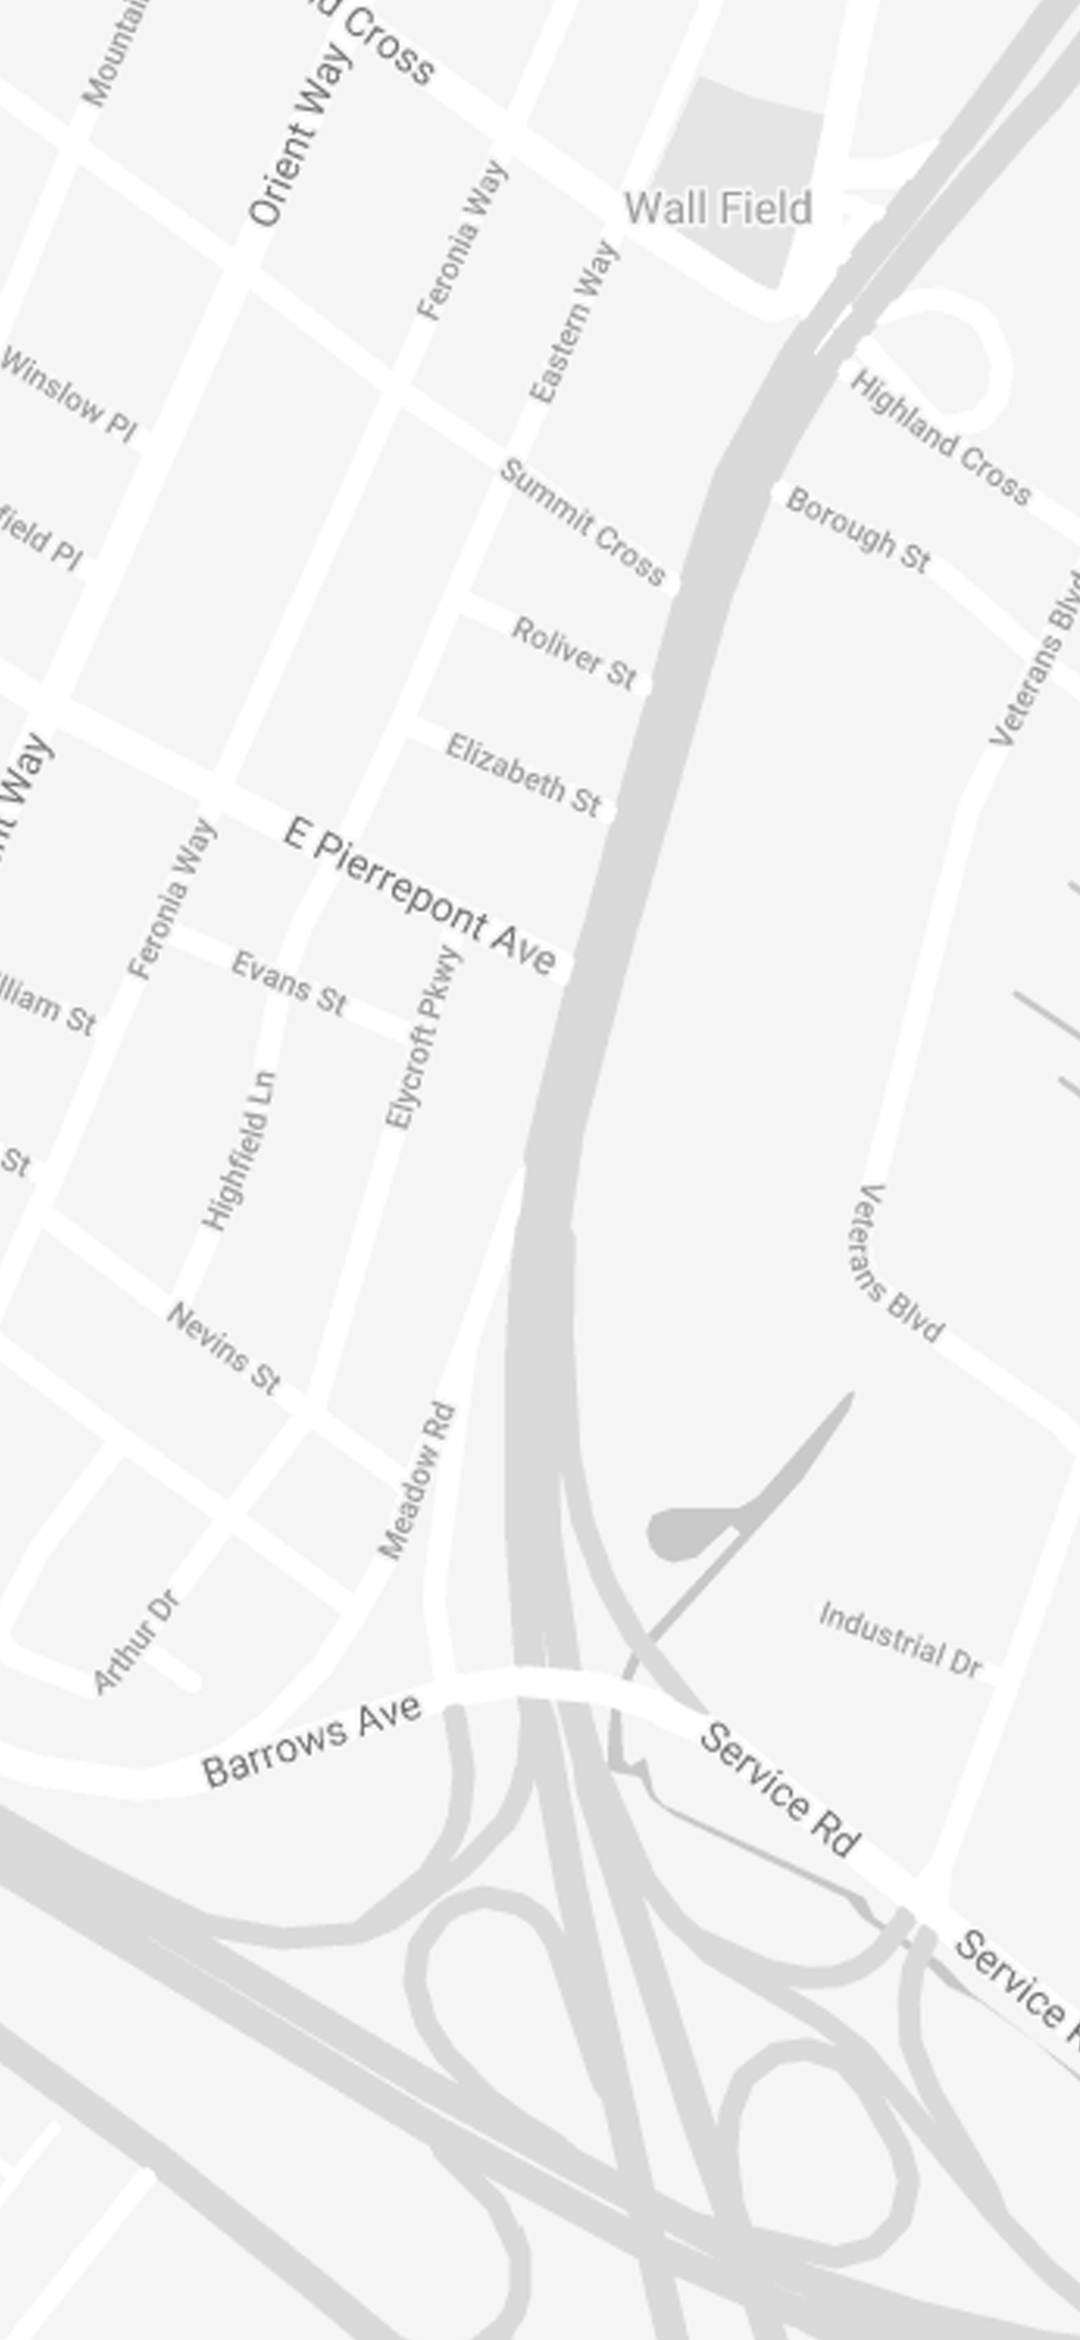 Cross
Orient Way
Feronia Way
Wall Field
Eastern Way
Winslow Pl
Highland Cross
Summit Cross
Borough St
Pl
Roliver St
Veterans Blvd
Elizabeth St
Way
E Pierrepont Ave
Feronia Way
Evans St
St
Elycroft Pkwy
Highfield Ln
St
Veterans Blvd
Nevins St
Meadow Rd
Arthur Dr
Industrial Dr
Barrows Ave
Service Rd
Service